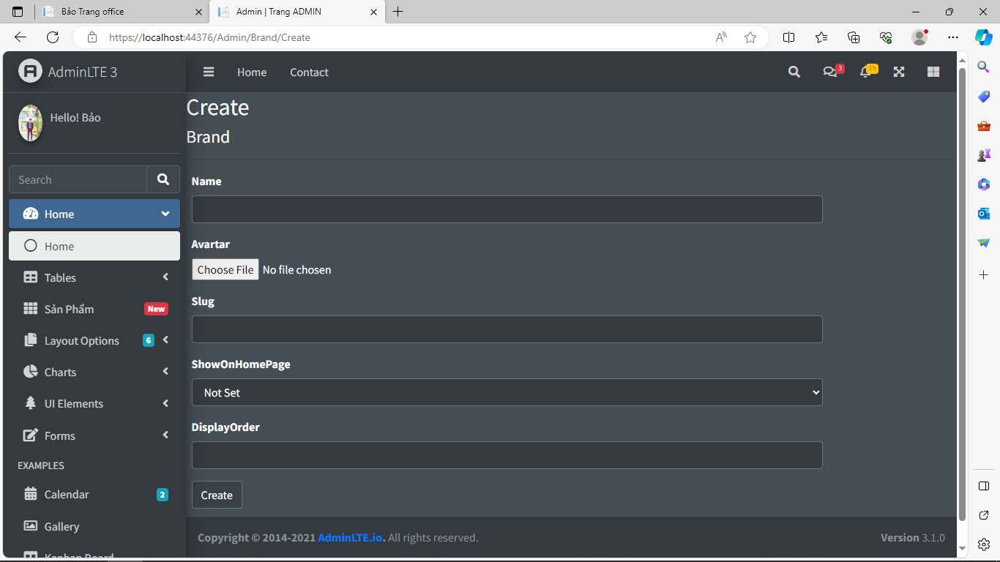 Bảo Trang office
Admin | Trang ADMIN
https://localhost:44376/Admin/Brand/Create
AdminLTE 3
Home
Contact
3
15
Hello! Bảo
Search
Home
Home
Tables
Sản Phẩm
New
Layout Options
6
Charts
UI Elements
Forms
EXAMPLES
Calendar
2
Gallery
Kanban Board
Create
Brand
Name
Avartar
Choose File No file chosen
Slug
ShowOnHomePage
Not Set
DisplayOrder
Create
Copyright © 2014-2021 AdminLTE.io. All rights reserved.
Version 3.1.0